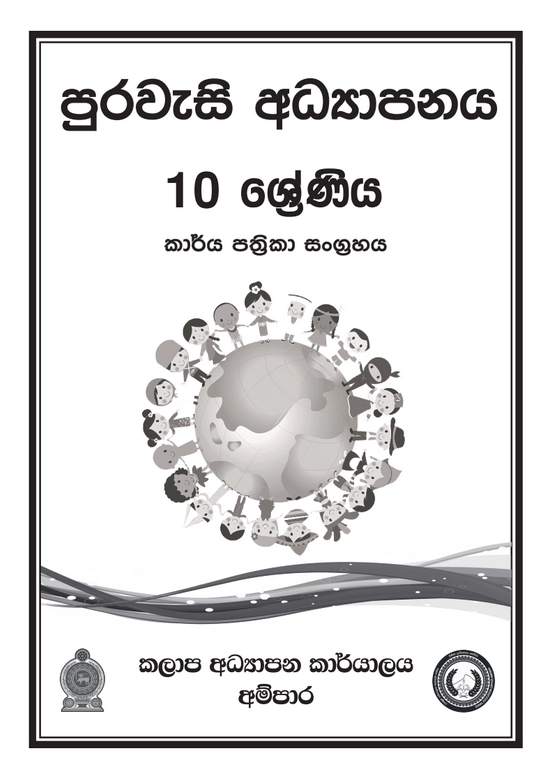 පුරවැසි අධ්‍යාපනය
10 ශ්‍රේණිය
කාර්ය පත්‍රිකා සංග්‍රහය
කලාප අධ්‍යාපන කාර්යාලය
අම්පාර